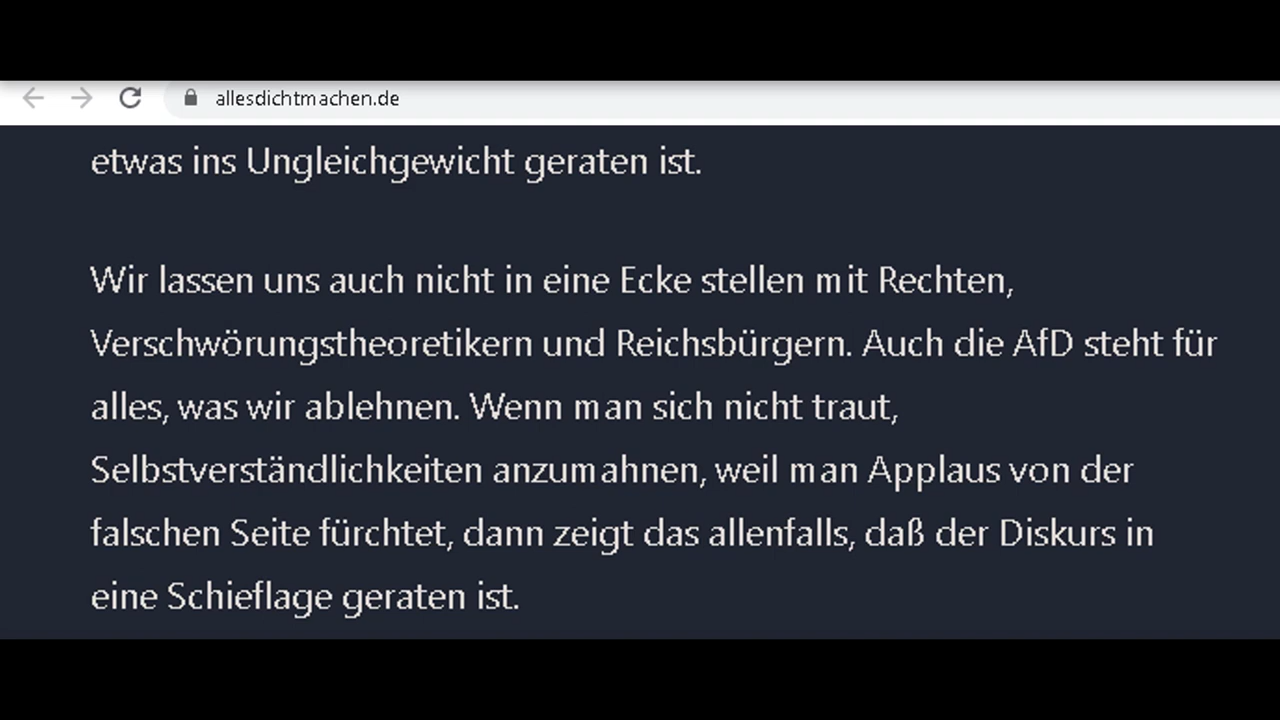 allesdichtmachen.de
etwas ins Ungleichgewicht geraten ist.
Wir lassen uns auch nicht in eine Ecke stellen mit Rechten,
Verschwörungstheoretikern und Reichsbürgern. Auch die AfD steht für
alles, was wir ablehnen. Wenn man sich nicht traut,
Selbstverständlichkeiten anzumahnen, weil man Applaus von der
falschen Seite fürchtet, dann zeigt das allenfalls, daß der Diskurs in
eine Schieflage geraten ist.